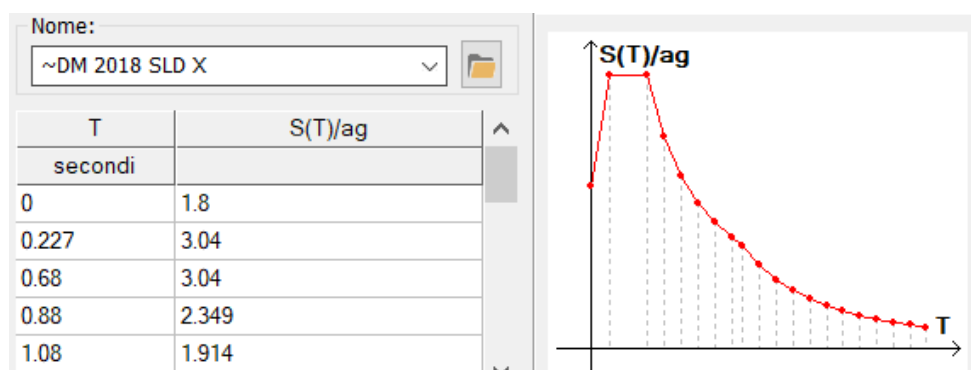 Nome:
~DM 2018 SLD X
T S(T)/ag
secondi
0 1.8
0.227 3.04
0.68 3.04
0.88 2.349
1.08 1.914
S(T)/ag
T